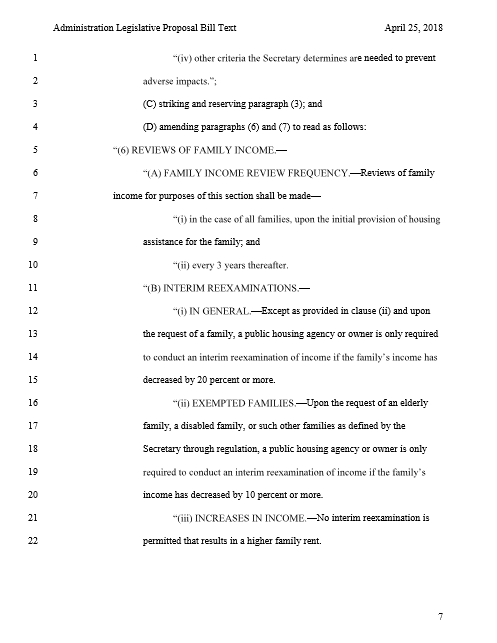 Administration Legislative Proposal Bill Text April 25, 2018
1 “(iv) other criteria the Secretary determines are needed to prevent
2 adverse impacts.”;
3 (C) striking and reserving paragraph (3); and
4 (D) amending paragraphs (6) and (7) to read as follows:
5 “(6) REVIEWS OF FAMILY INCOME.—
6 “(A) FAMILY INCOME REVIEW FREQUENCY.—Reviews of family
7 income for purposes of this section shall be made—
8 “(i) in the case of all families, upon the initial provision of housing
9 assistance for the family; and
10 “(ii) every 3 years thereafter.
11 “(B) INTERIM REEXAMINATIONS.—
12 “(i) IN GENERAL.—Except as provided in clause (ii) and upon
13 the request of a family, a public housing agency or owner is only required
14 to conduct an interim reexamination of income if the family’s income has
15 decreased by 20 percent or more.
16 “(ii) EXEMPTED FAMILIES.—Upon the request of an elderly
17 family, a disabled family, or such other families as defined by the
18 Secretary through regulation, a public housing agency or owner is only
19 required to conduct an interim reexamination of income if the family’s
20 income has decreased by 10 percent or more.
21 “(iii) INCREASES IN INCOME.—No interim reexamination is
22 permitted that results in a higher family rent.
7